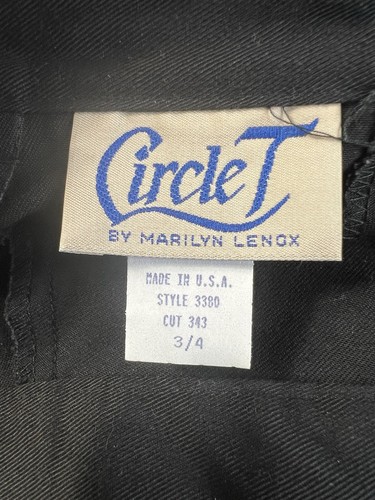 Circle T
BY MARILYN LENOX
MADE IN U.S.A.
STYLE 3380
CUT 343
3/4